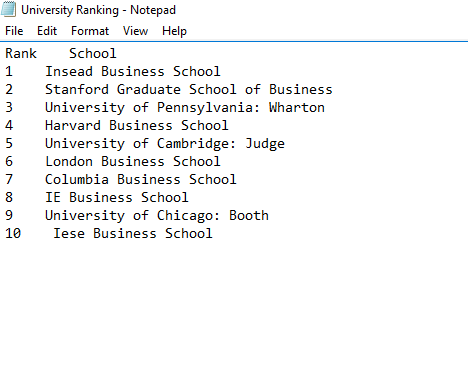 University Ranking - Notepad
File Edit Format View Help
Rank    School
1    Insead Business School
2    Stanford Graduate School of Business
3    University of Pennsylvania: Wharton
4    Harvard Business School
5    University of Cambridge: Judge
6    London Business School
7    Columbia Business School
8    IE Business School
9    University of Chicago: Booth
10    Iese Business School